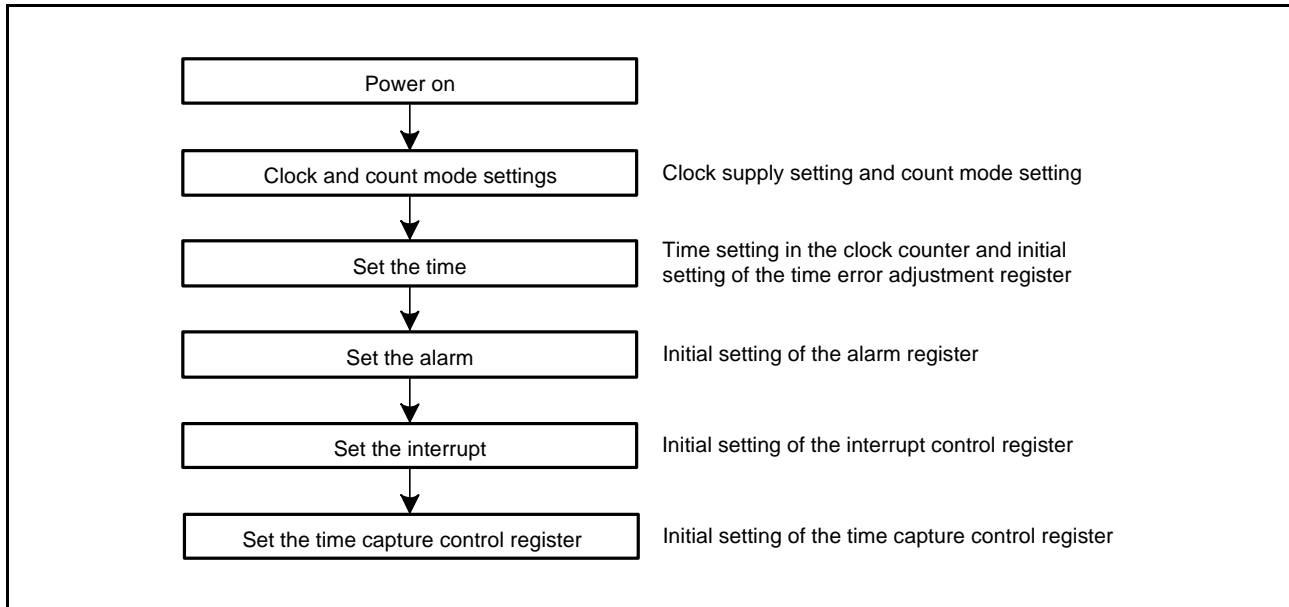 Power on
Clock and count mode settings
Clock supply setting and count mode setting
Set the time
Time setting in the clock counter and initial
setting of the time error adjustment register
Set the alarm
Initial setting of the alarm register
Set the interrupt
Initial setting of the interrupt control register
Set the time capture control register
Initial setting of the time capture control register